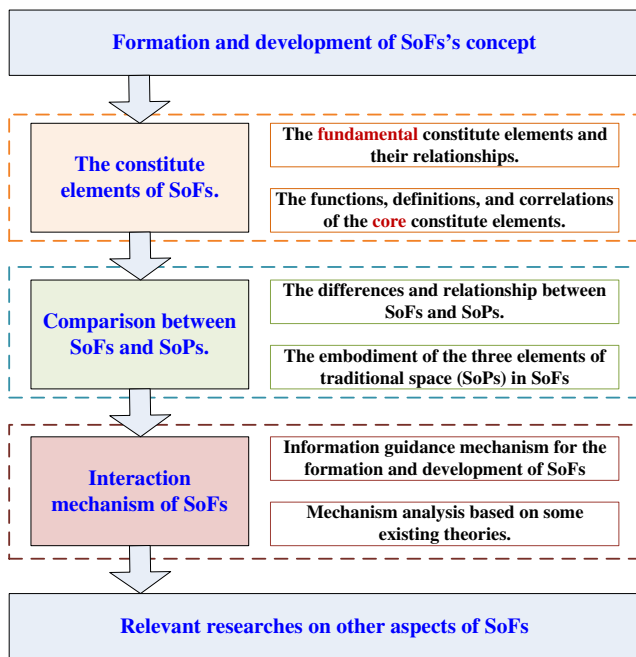 Formation and development of SoFs's concept
The constitute
elements of SoFs.
The fundamental constitute elements and
their relationships.
The functions, definitions, and correlations
of the core constitute elements.
Comparison between
SoFs and SoPs.
The differences and relationship between
SoFs and SoPs.
The embodiment of the three elements of
traditional space (SoPs) in SoFs
Interaction
mechanism of SoFs
Information guidance mechanism for the
formation and development of SoFs
Mechanism analysis based on some
existing theories.
Relevant researches on other aspects of SoFs